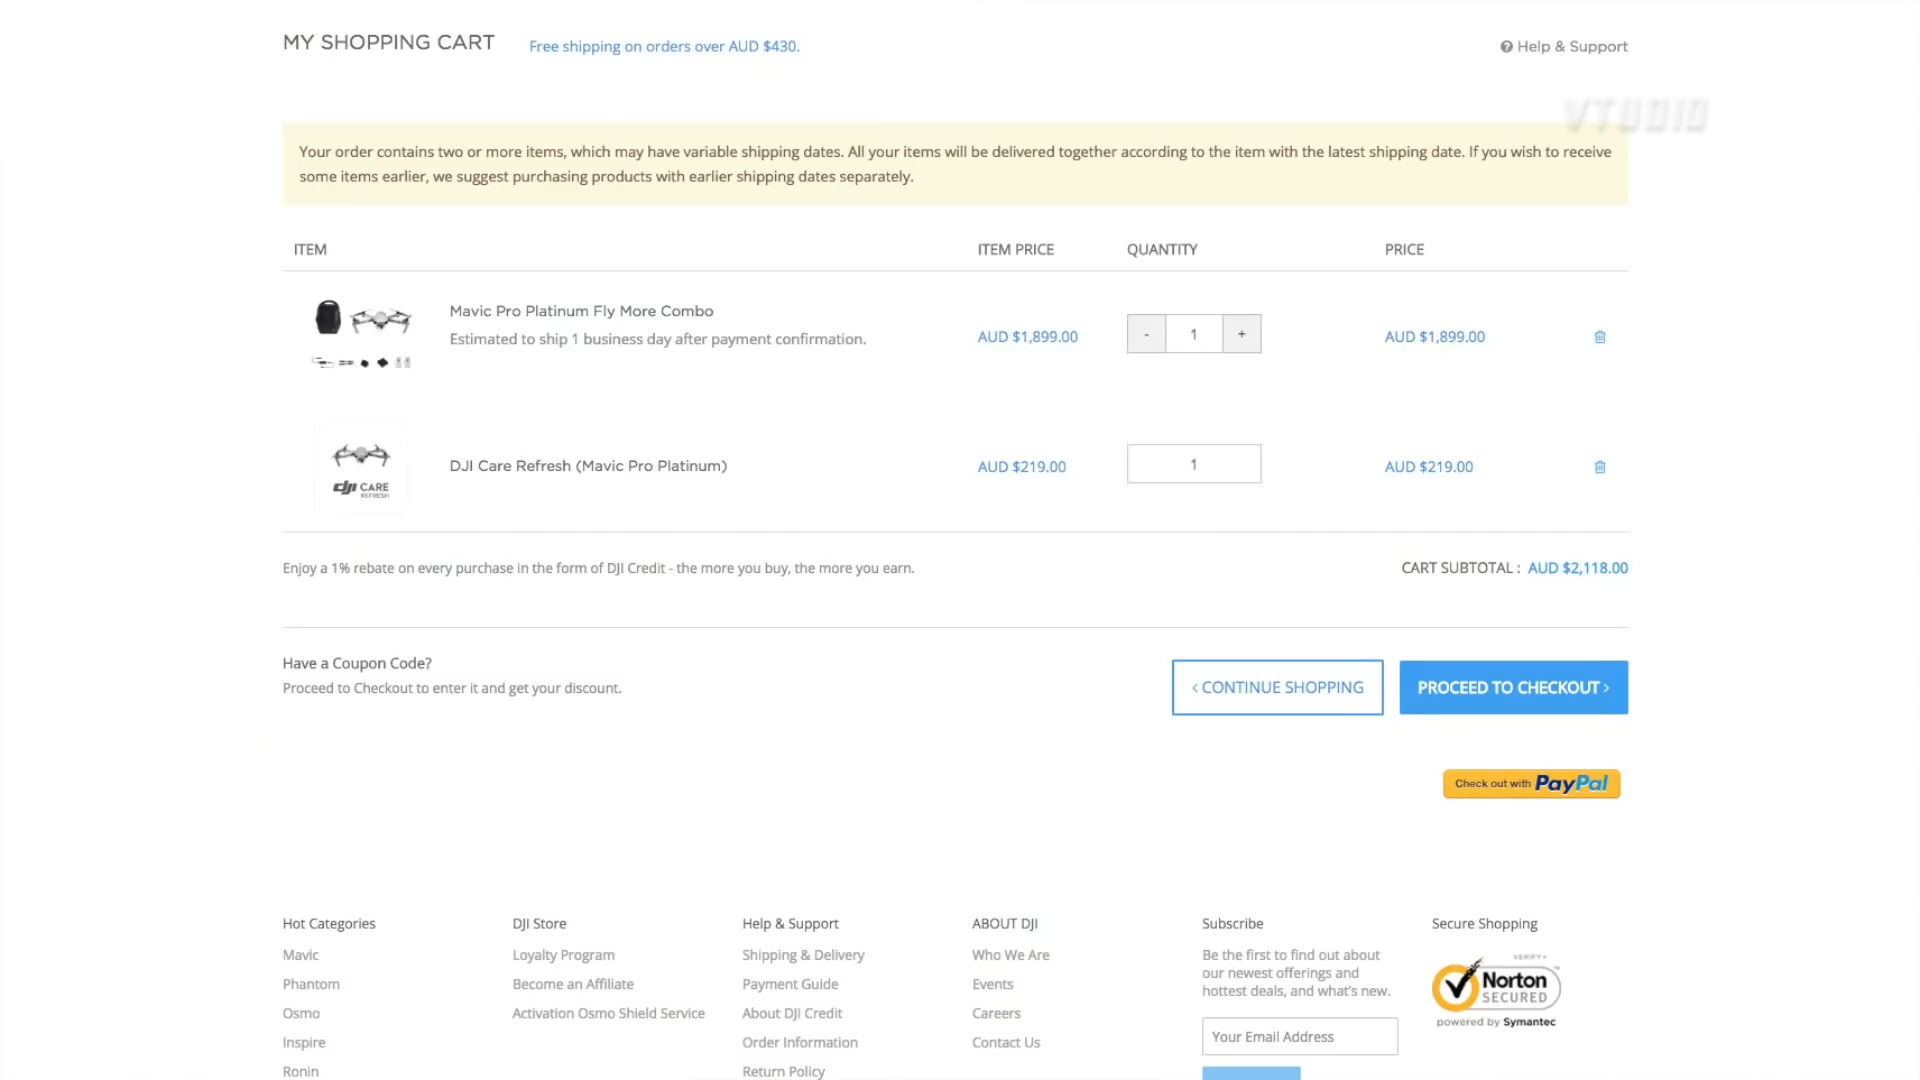 MY SHOPPING CART
Free shipping on orders over AUD $430.
Help & Support
VTUDIO
Your order contains two or more items, which may have variable shipping dates. All your items will be delivered together according to the item with the latest shipping date. If you wish to receive
some items earlier, we suggest purchasing products with earlier shipping dates separately.
ITEM ITEM PRICE QUANTITY PRICE
Mavic Pro Platinum Fly More Combo
Estimated to ship 1 business day after payment confirmation.
AUD $1,899.00 - 1 + AUD $1,899.00
DJI Care Refresh (Mavic Pro Platinum) AUD $219.00 1 AUD $219.00
dji CARE
REFRESH
Enjoy a 1% rebate on every purchase in the form of DJI Credit - the more you buy, the more you earn.
CART SUBTOTAL : AUD $2,118.00
Have a Coupon Code?
Proceed to Checkout to enter it and get your discount.
‹ CONTINUE SHOPPING
PROCEED TO CHECKOUT ›
Check out with PayPal
Hot Categories
Mavic
Phantom
Osmo
Inspire
Ronin
DJI Store
Loyalty Program
Become an Affiliate
Activation Osmo Shield Service
Help & Support
Shipping & Delivery
Payment Guide
About DJI Credit
Order Information
Return Policy
ABOUT DJI
Who We Are
Events
Careers
Contact Us
Subscribe
Be the first to find out about
our newest offerings and
hottest deals, and what's new.
Your Email Address
Secure Shopping
VERIFY
Norton
SECURED
powered by Symantec